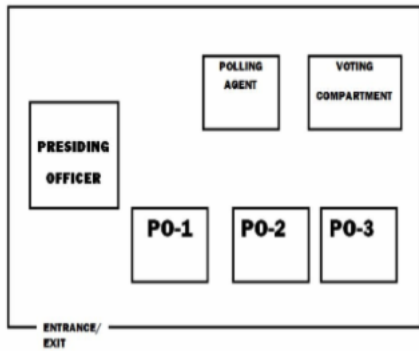 POLLING
AGENT
VOTING
COMPARTMENT
PRESIDING
OFFICER
PO-1
PO-2
PO-3
ENTRANCE/
EXIT